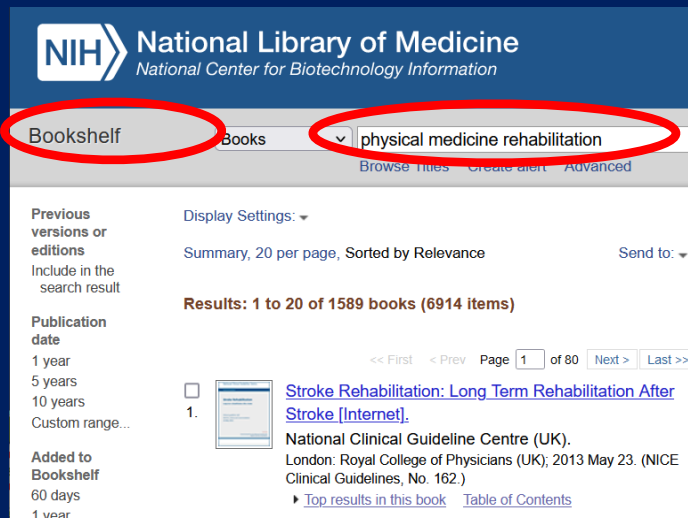 NIH National Library of Medicine
National Center for Biotechnology Information
Bookshelf Books physical medicine rehabilitation
Browse Titles Create alert Advanced
Previous versions or editions
Include in the search result
Publication date
1 year
5 years
10 years
Custom range...
Added to Bookshelf
60 days
1 year
Display Settings:
Summary, 20 per page, Sorted by Relevance Send to:
Results: 1 to 20 of 1589 books (6914 items)
<< First < Prev Page 1 of 80 Next > Last >>
1.
Stroke Rehabilitation: Long Term Rehabilitation After
Stroke [Internet].
National Clinical Guideline Centre (UK).
London: Royal College of Physicians (UK); 2013 May 23. (NICE
Clinical Guidelines, No. 162.)
Top results in this book Table of Contents